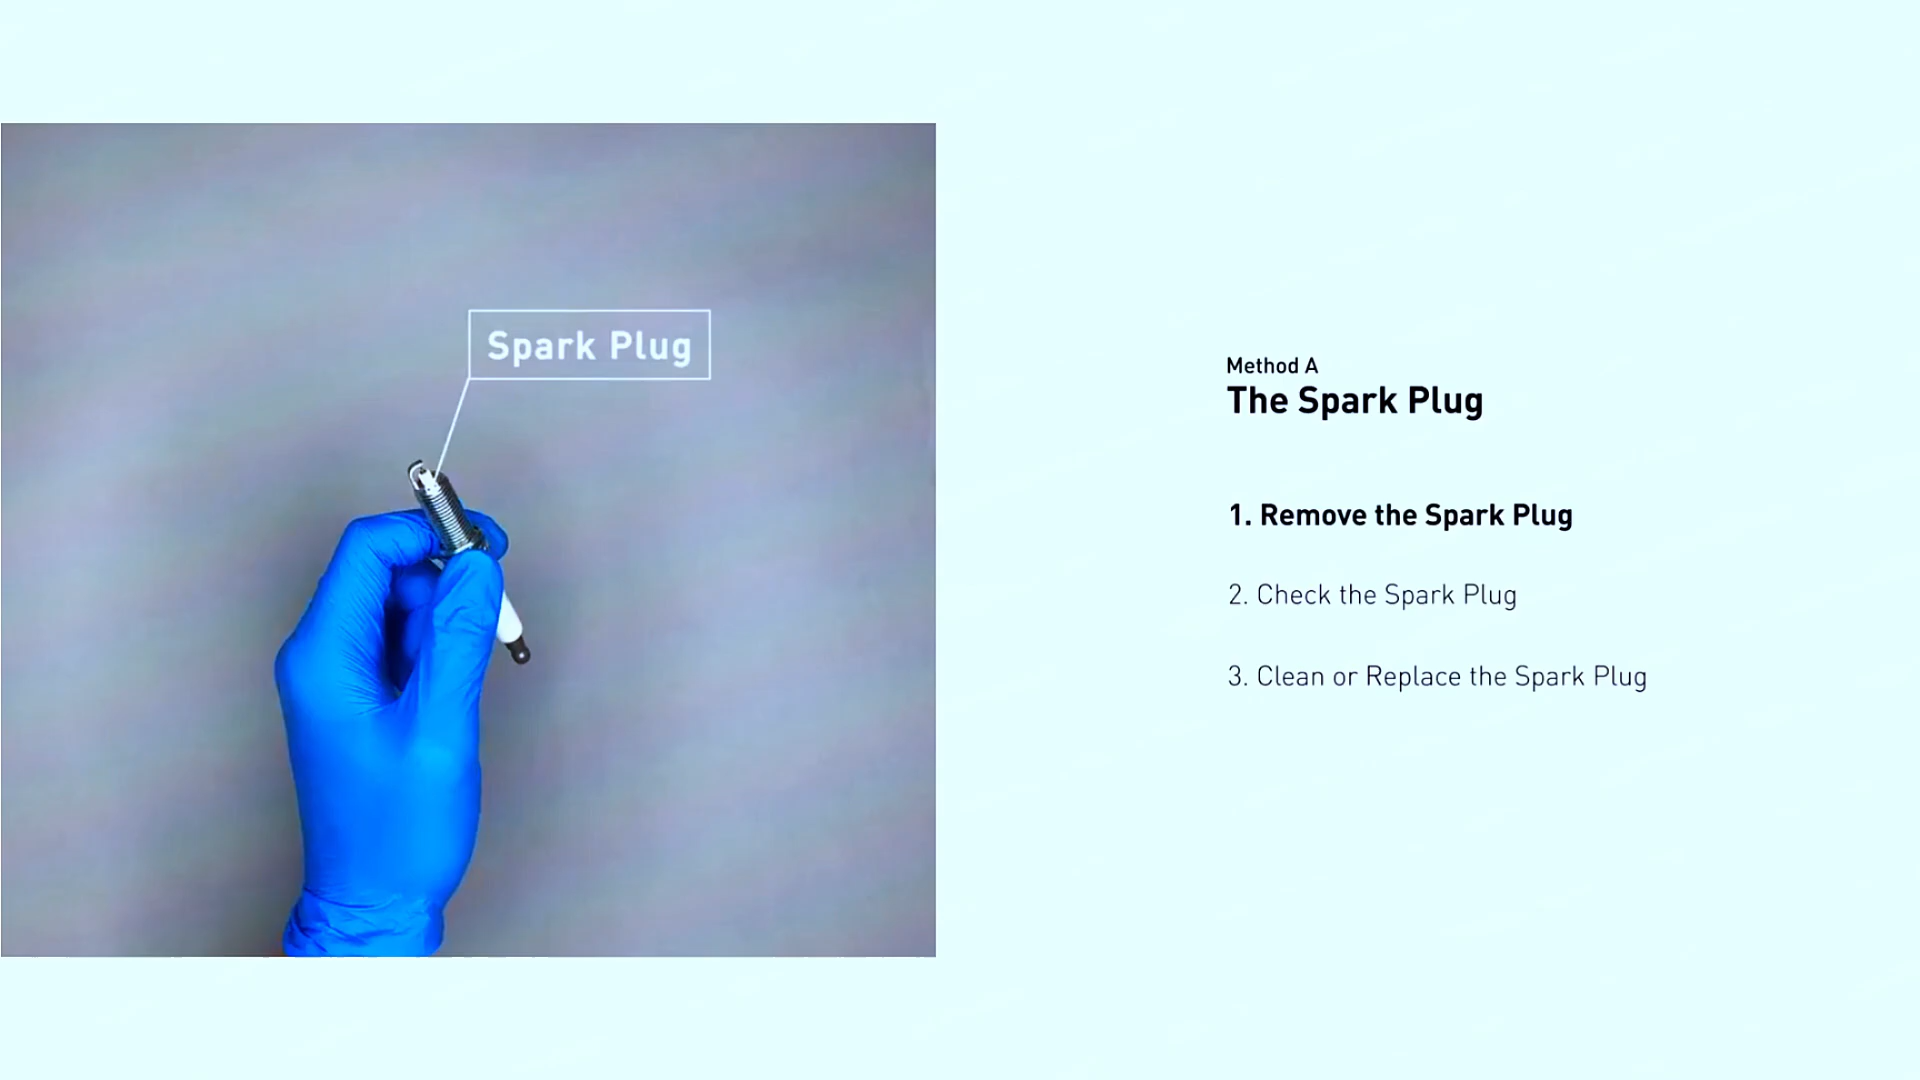 Spark Plug
Method A
The Spark Plug
1. Remove the Spark Plug
2. Check the Spark Plug
3. Clean or Replace the Spark Plug